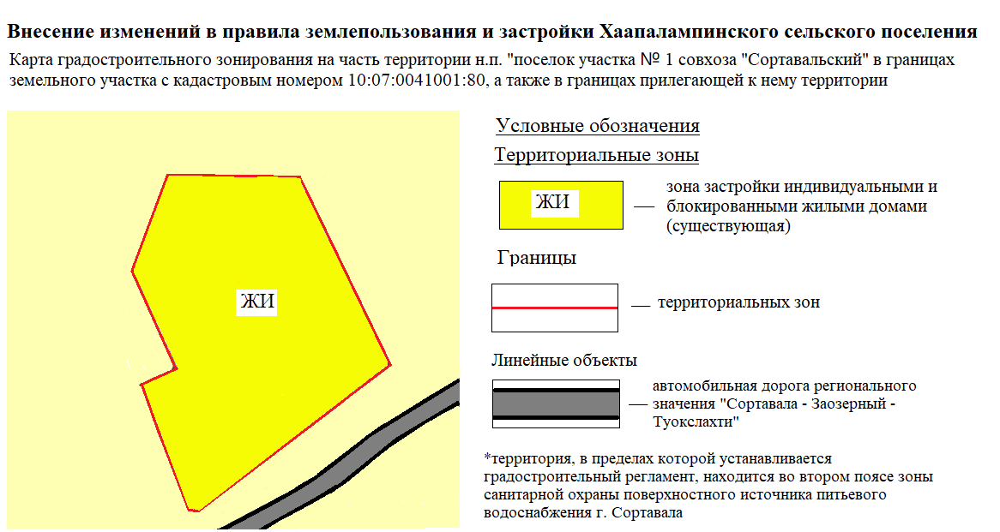 Внесение изменений в правила землепользования и застройки Хаапалампинского сельского поселения
Карта градостроительного зонирования на часть территории н.п. "поселок участка № 1 совхоза "Сортавальский" в границах
земельного участка с кадастровым номером 10:07:0041001:80, а также в границах прилегающей к нему территории
ЖИ
Условные обозначения
Территориальные зоны
ЖИ
— зона застройки индивидуальными и
блокированными жилыми домами
(существующая)
Границы
— территориальных зон
Линейные объекты
автомобильная дорога регионального
— значения "Сортавала - Заозерный -
Туокслахти"
*территория, в пределах которой устанавливается
градостроительный регламент, находится во втором поясе зоны
санитарной охраны поверхностного источника питьевого
водоснабжения г. Сортавала